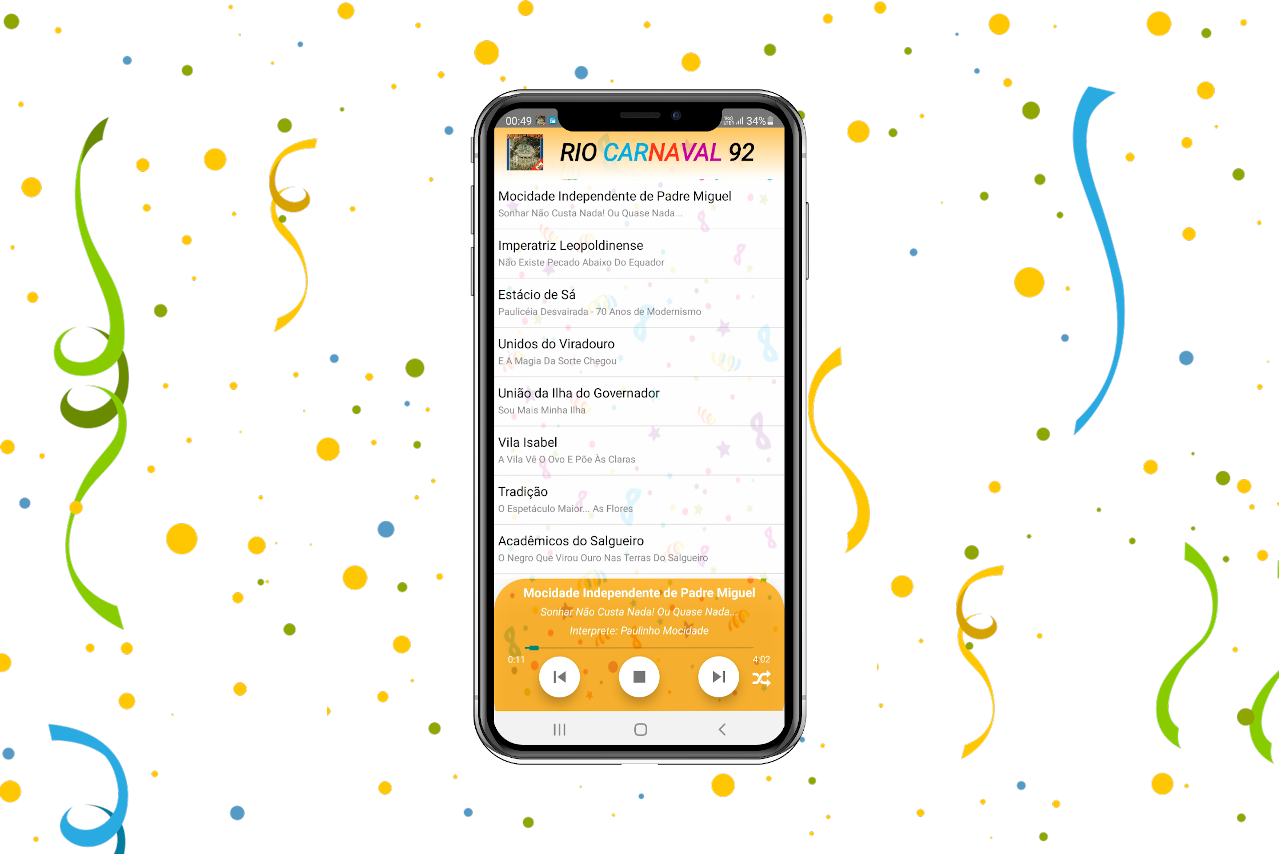 00:49
34%
RIO CARNAVAL 92
Mocidade Independente de Padre Miguel
Sonhar Não Custa Nada! Ou Quase Nada...
Imperatriz Leopoldinense
Não Existe Pecado Abaixo Do Equador
Estácio de Sá
Paulicéia Desvairada - 70 Anos de Modernismo
Unidos do Viradouro
E A Magia Da Sorte Chegou
União da Ilha do Governador
Sou Mais Minha Ilha
Vila Isabel
A Vila Vê O Ovo E Põe Às Claras
Tradição
O Espetáculo Maior... As Flores
Acadêmicos do Salgueiro
O Negro Que Virou Ouro Nas Terras Do Salgueiro
Mocidade Independente de Padre Miguel
Sonhar Não Custa Nada! Ou Quase Nada...
Interprete: Paulinho Mocidade
0:11
4:02